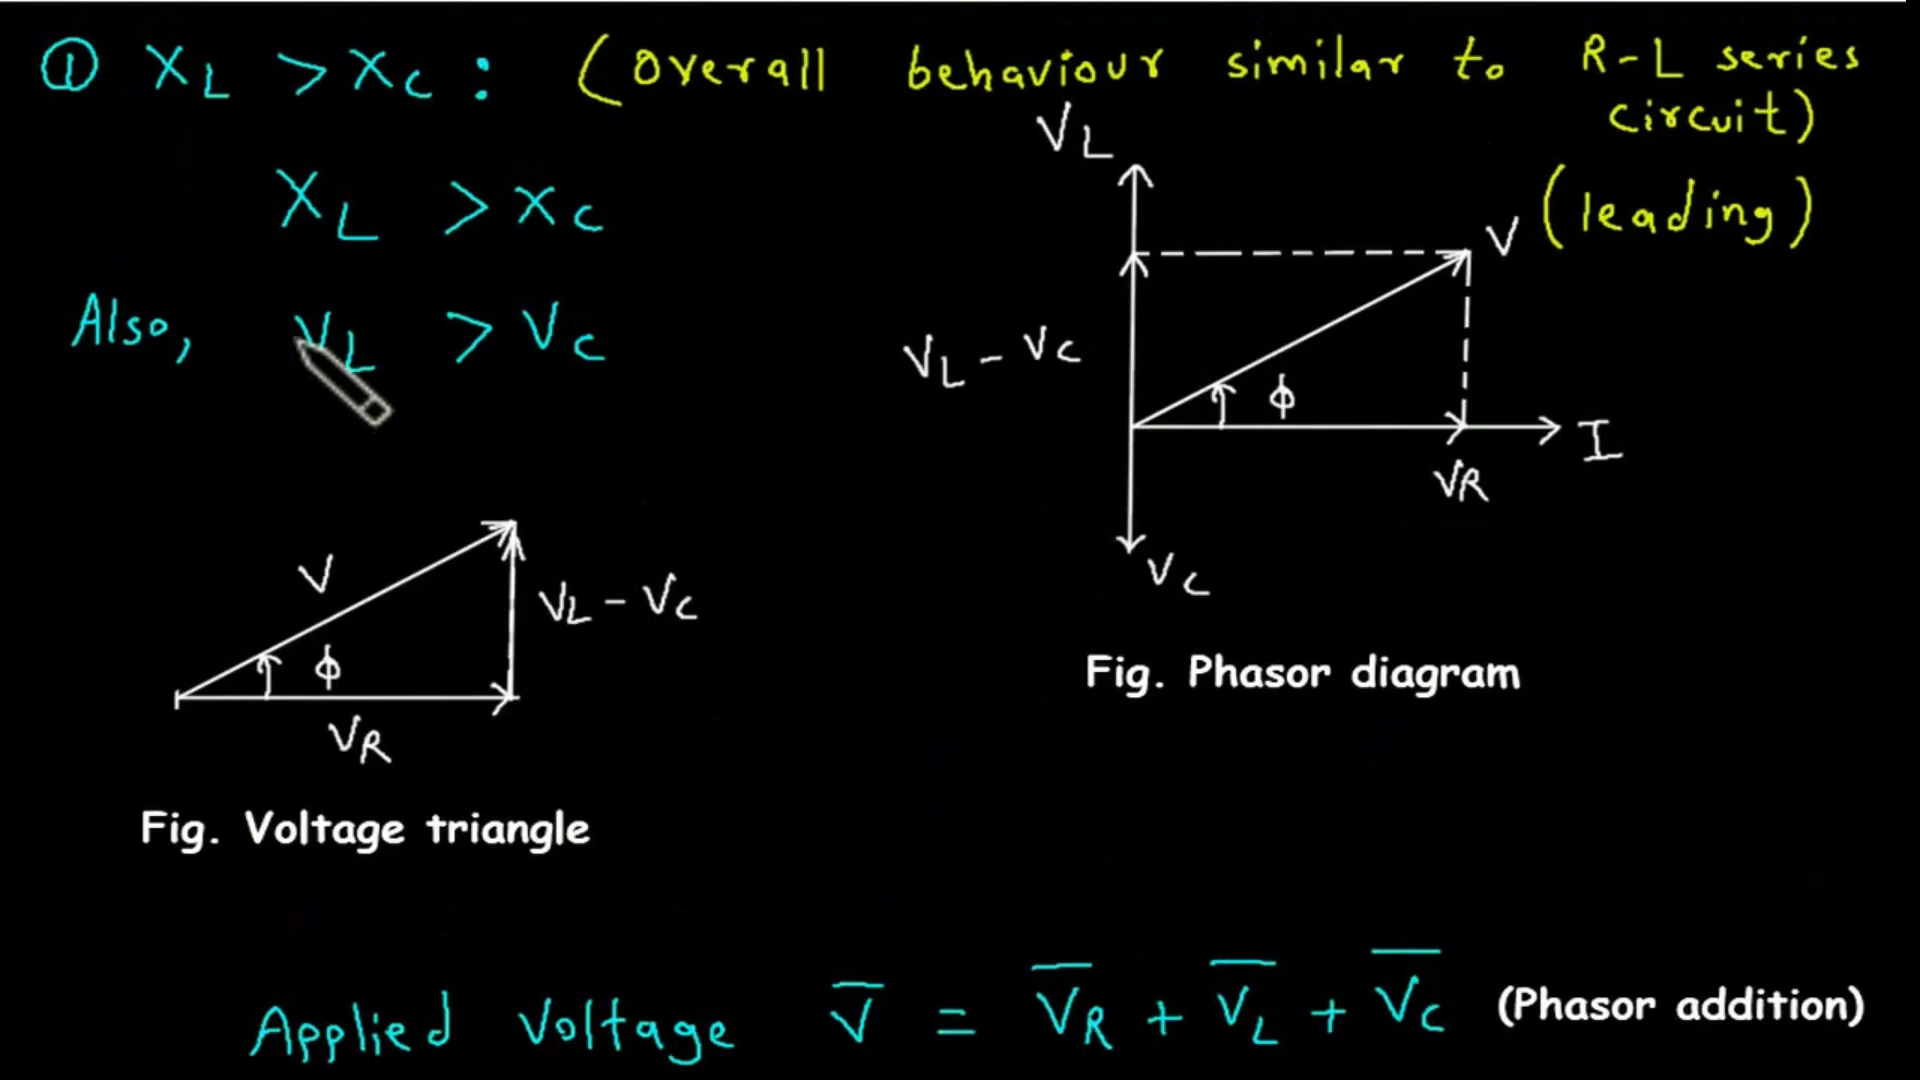 ① XL > XC : (Overall behaviour similar to R-L series
circuit)
XL > XC
Also, VL > VC
VL
V (leading)
VL - VC
ϕ
I
VR
VC
Fig. Phasor diagram
V
VL - VC
ϕ
VR
Fig. Voltage triangle
Applied Voltage V̅ = V̅R + V̅L + V̅C (Phasor addition)